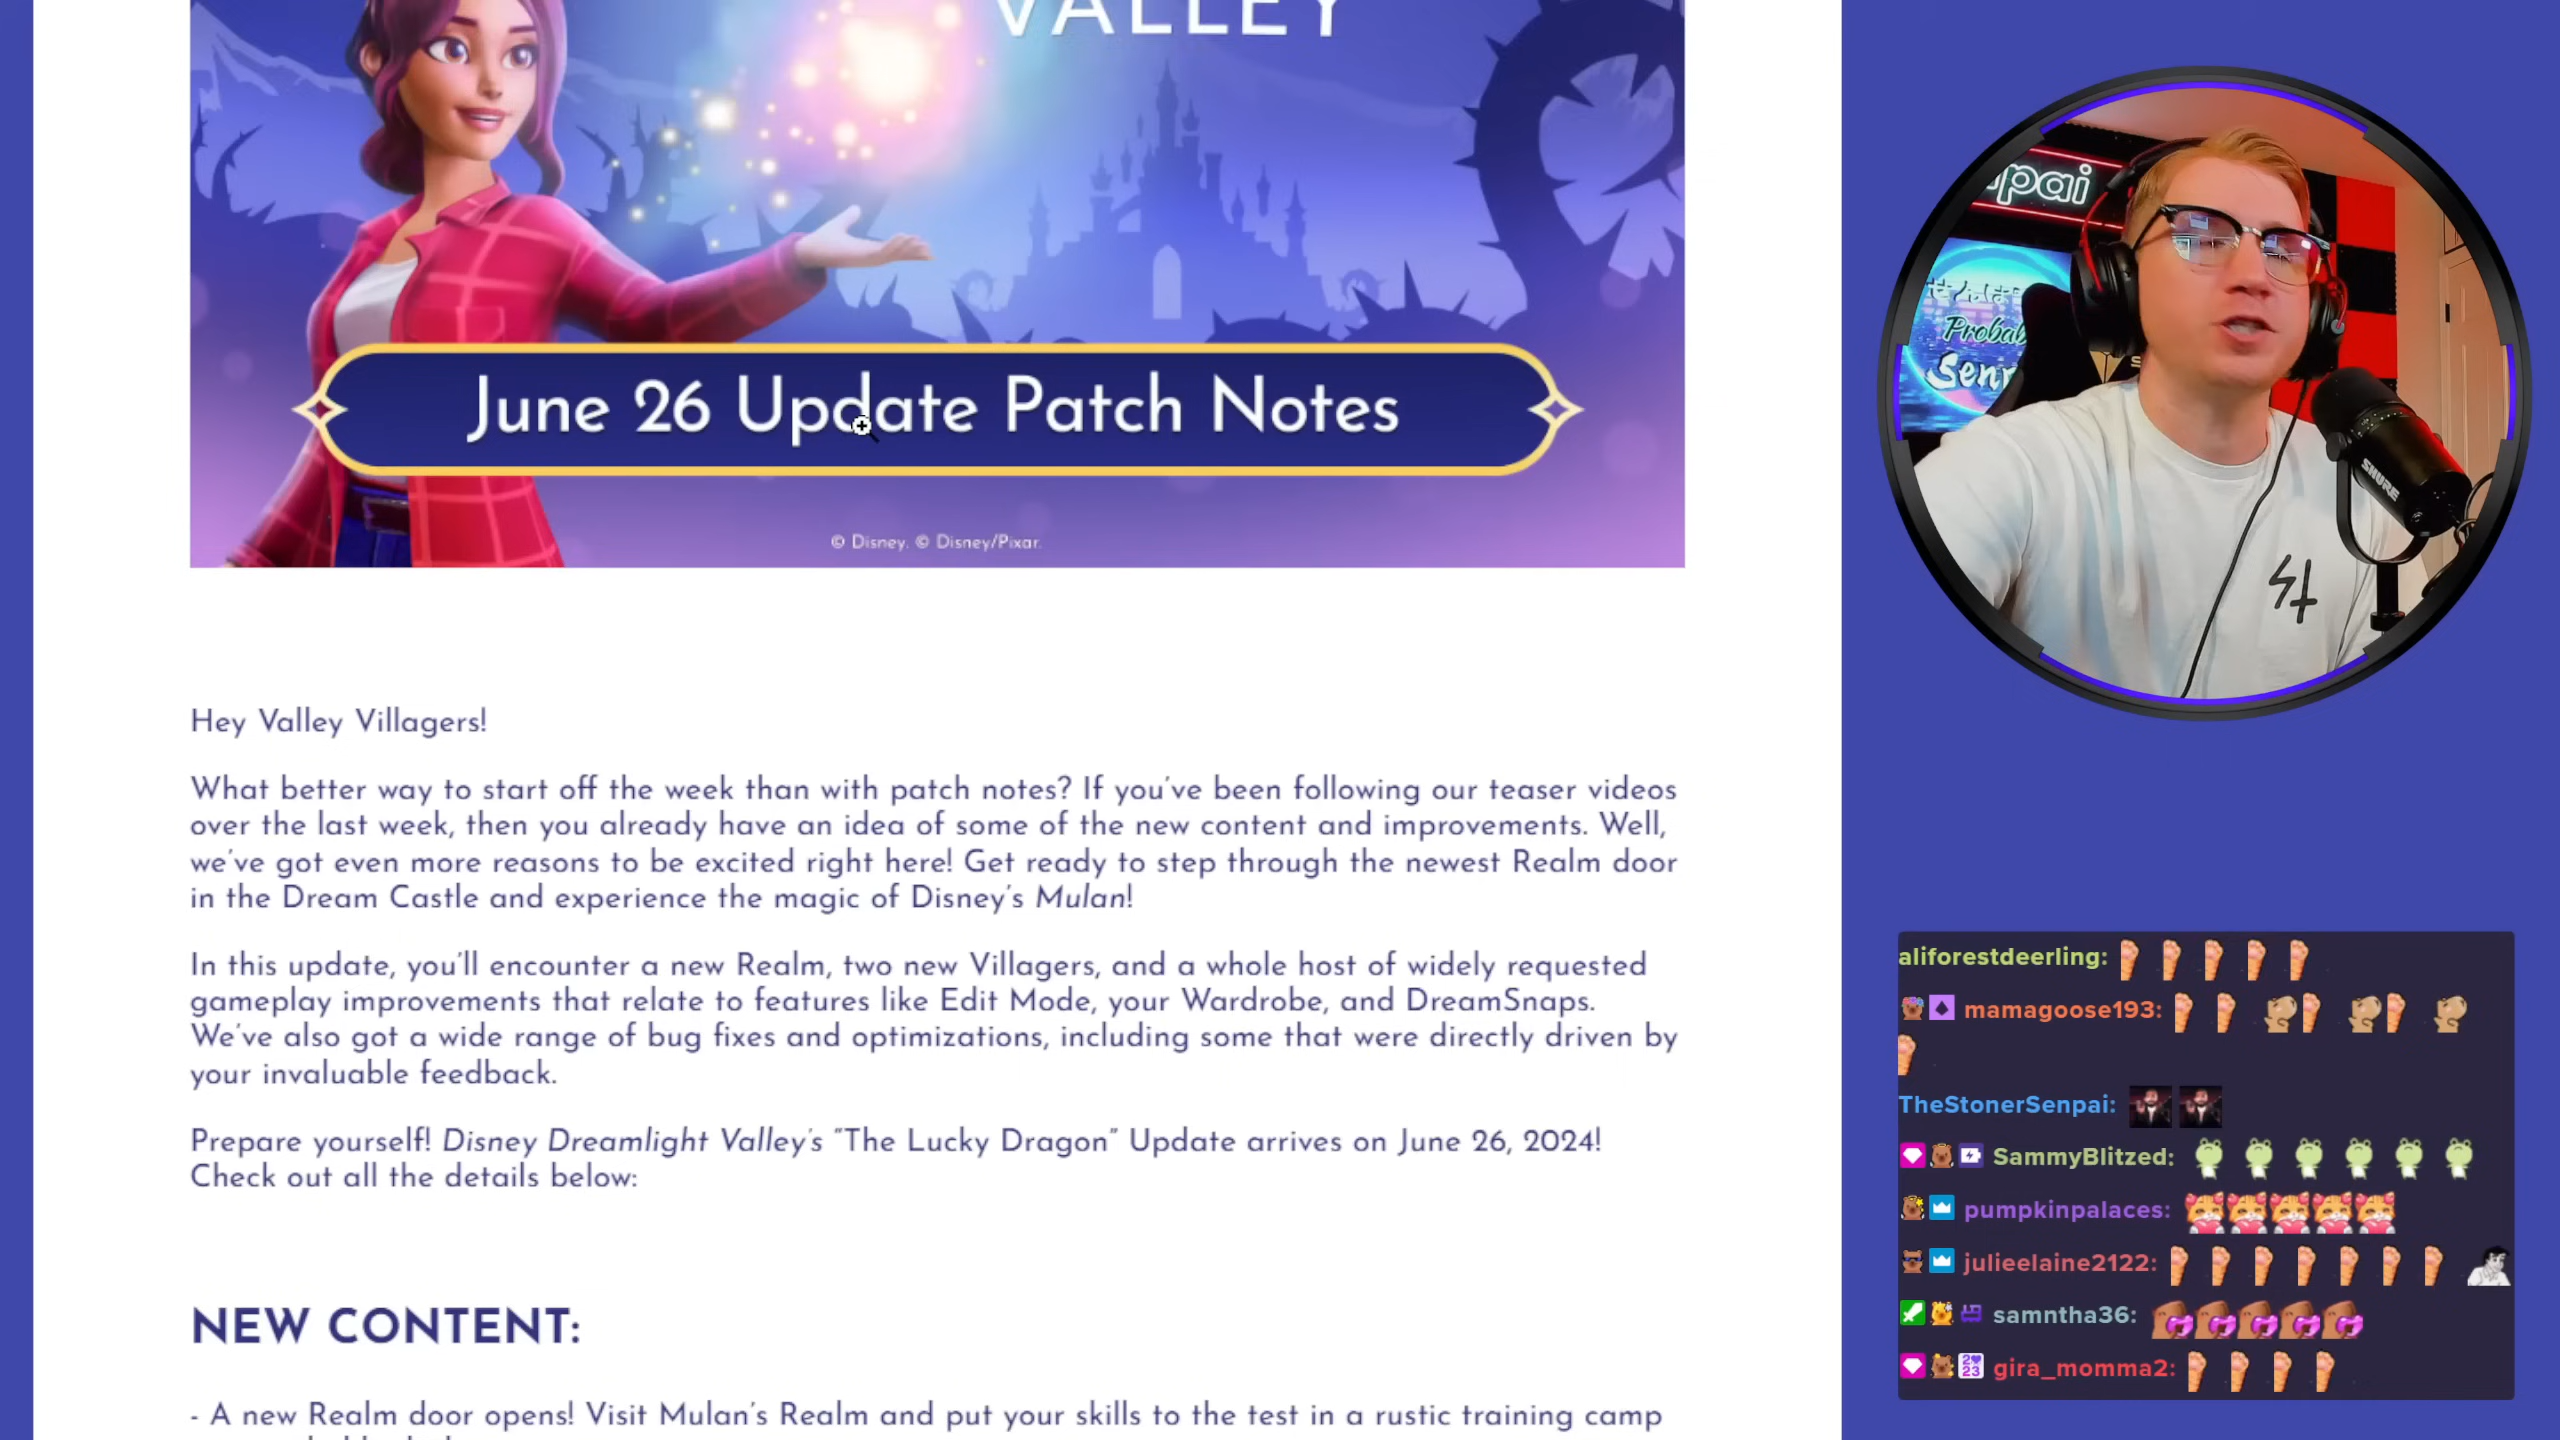 VALLEY
June 26 Update Patch Notes
© Disney. © Disney/Pixar.
Hey Valley Villagers!
What better way to start off the week than with patch notes? If you've been following our teaser videos
over the last week, then you already have an idea of some of the new content and improvements. Well,
we've got even more reasons to be excited right here! Get ready to step through the newest Realm door
in the Dream Castle and experience the magic of Disney's Mulan!
In this update, you'll encounter a new Realm, two new Villagers, and a whole host of widely requested
gameplay improvements that relate to features like Edit Mode, your Wardrobe, and DreamSnaps.
We've also got a wide range of bug fixes and optimizations, including some that were directly driven by
your invaluable feedback.
Prepare yourself! Disney Dreamlight Valley's "The Lucky Dragon" Update arrives on June 26, 2024!
Check out all the details below:
NEW CONTENT:
- A new Realm door opens! Visit Mulan's Realm and put your skills to the test in a rustic training camp
pai
SHURE
aliforestdeerling:
mamagoose193:
TheStonerSenpai:
SammyBlitzed:
pumpkinpalaces:
julieelaine2122:
samntha36:
gira_momma2: